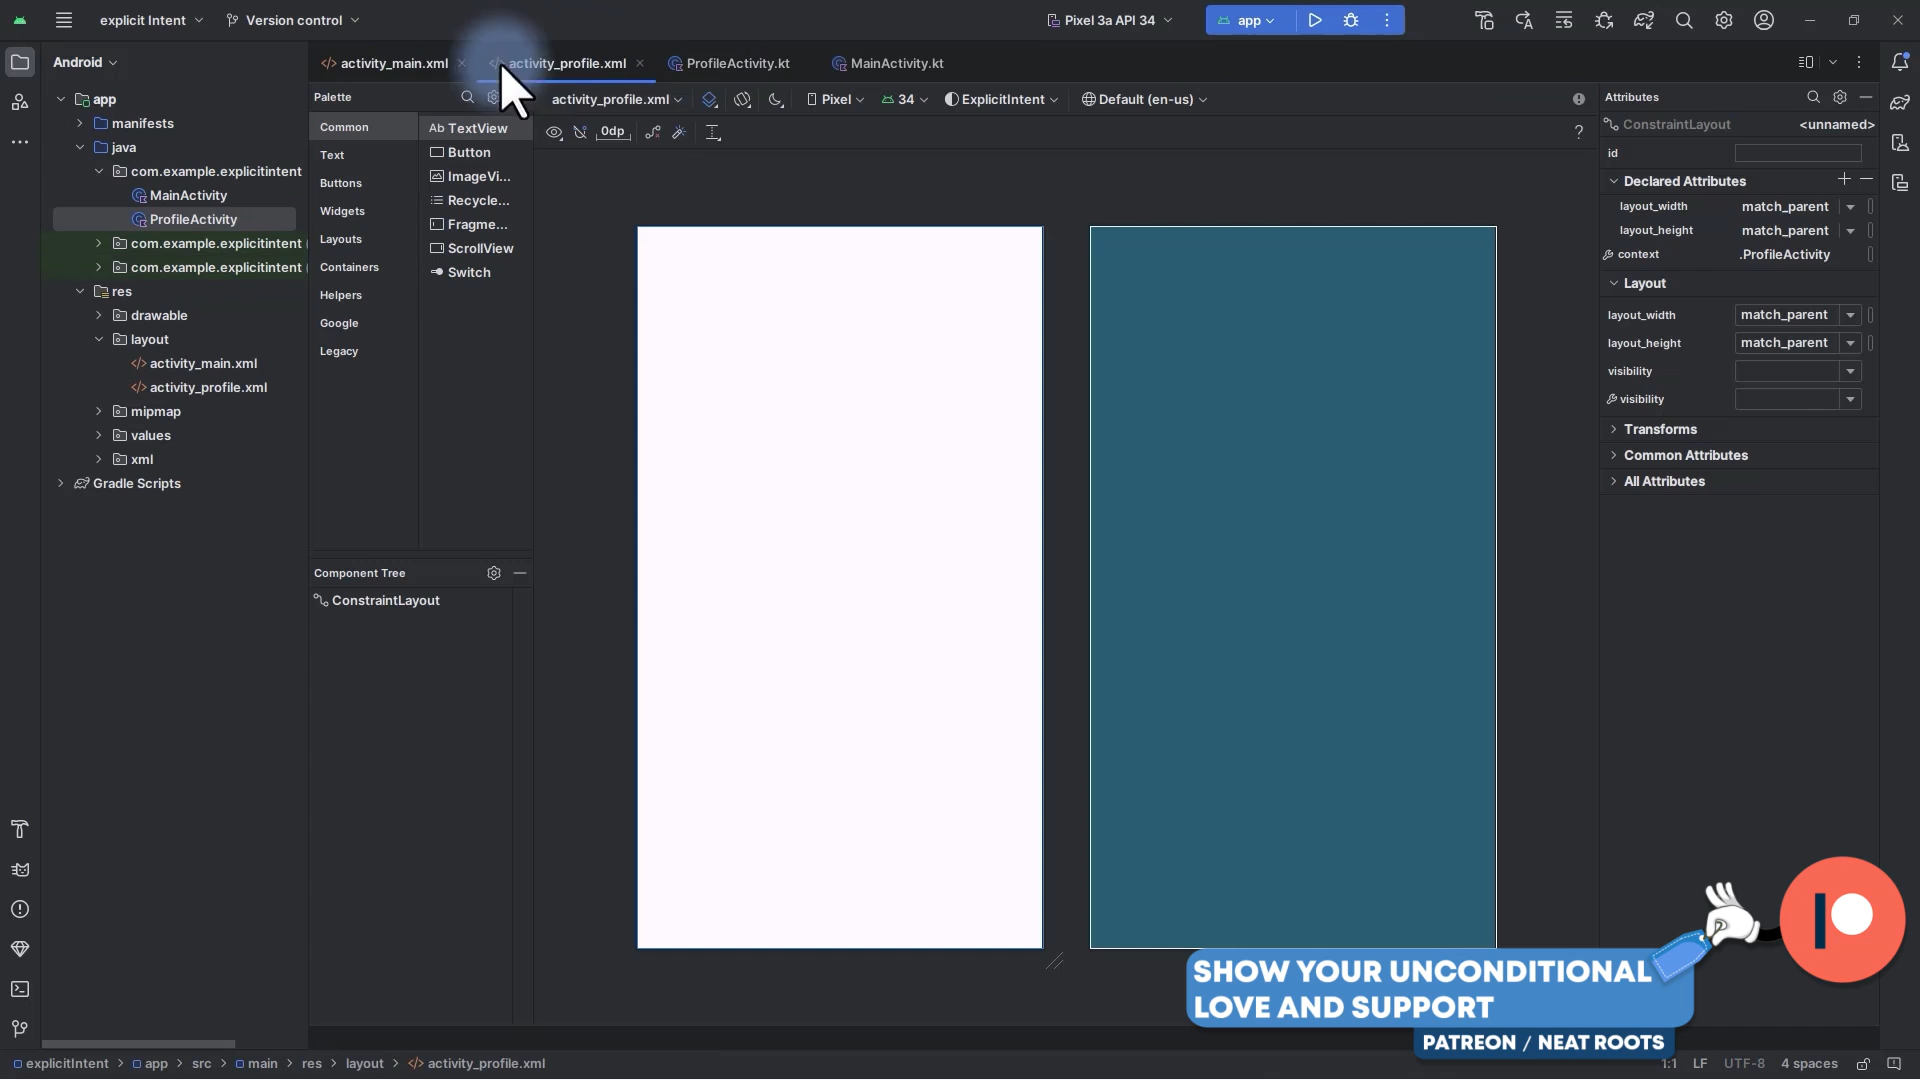 explicit Intent
Version control
Pixel 3a API 34
app
Android
activity_main.xml
activity_profile.xml
ProfileActivity.kt
MainActivity.kt
app
manifests
java
com.example.explicitintent
MainActivity
ProfileActivity
com.example.explicitintent
com.example.explicitintent
res
drawable
layout
activity_main.xml
activity_profile.xml
mipmap
values
xml
Gradle Scripts
Palette
Common
Text
Buttons
Widgets
Layouts
Containers
Helpers
Google
Legacy
Ab TextView
Button
ImageVi...
Recycle...
Fragme...
ScrollView
Switch
Component Tree
ConstraintLayout
activity_profile.xml
Pixel
34
ExplicitIntent
Default (en-us)
0dp
?
Attributes
ConstraintLayout <unnamed>
id
Declared Attributes
layout_width match_parent
layout_height match_parent
context .ProfileActivity
Layout
layout_width match_parent
layout_height match_parent
visibility
visibility
Transforms
Common Attributes
All Attributes
SHOW YOUR UNCONDITIONAL
LOVE AND SUPPORT
PATREON / NEAT ROOTS
explicitIntent > app > src > main > res > layout > activity_profile.xml
1:1 LF UTF-8 4 spaces